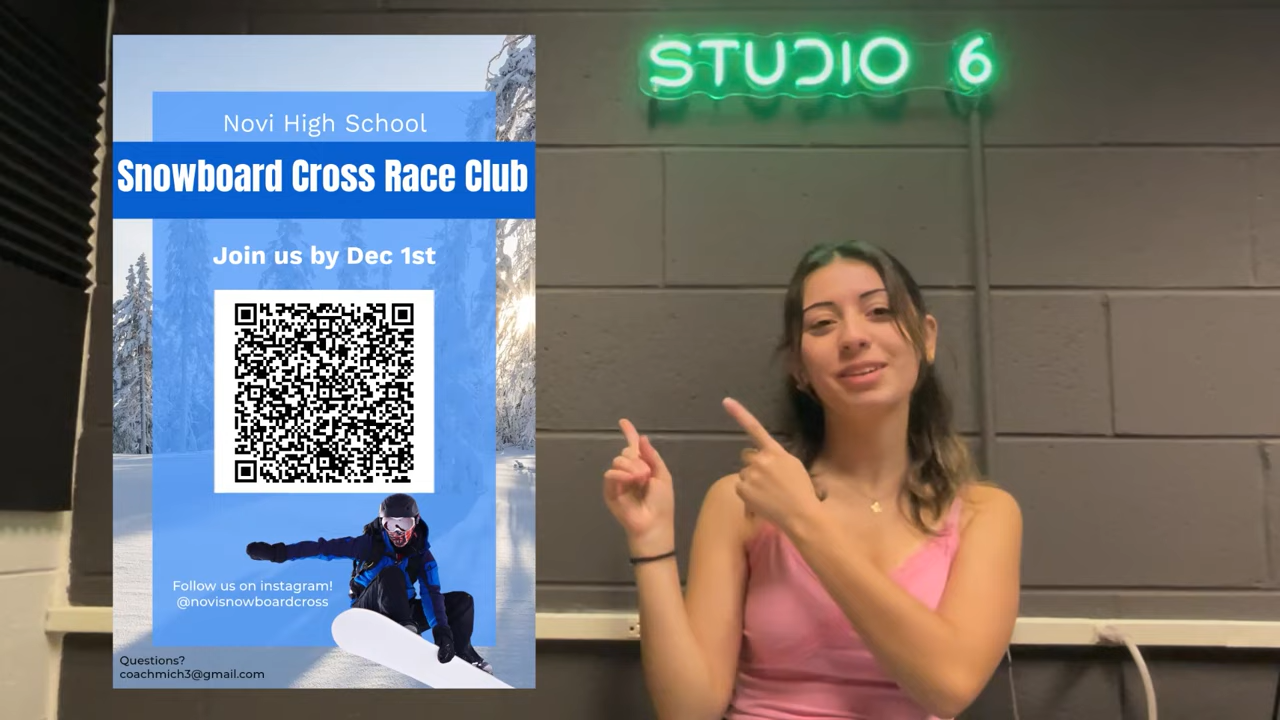 STUDIO 6
Novi High School
Snowboard Cross Race Club
Join us by Dec 1st
Follow us on instagram!
@novisnowboardcross
Questions?
coachmich3@gmail.com